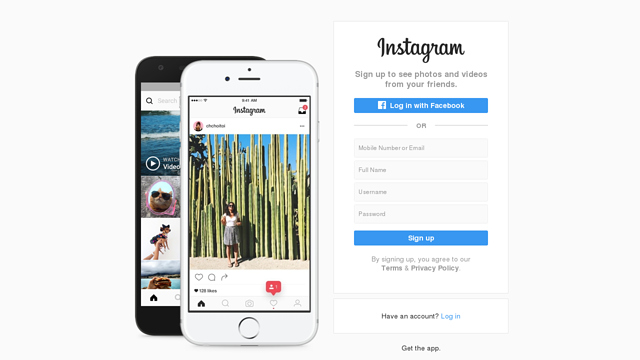 Search
WATCH
Video
9:41 AM
Instagram
128 likes
1
Instagram
Sign up to see photos and videos
from your friends.
Log in with Facebook
OR
Mobile Number or Email
Full Name
Username
Password
Sign up
By signing up, you agree to our
Terms & Privacy Policy
Have an account? Log in
Get the app.